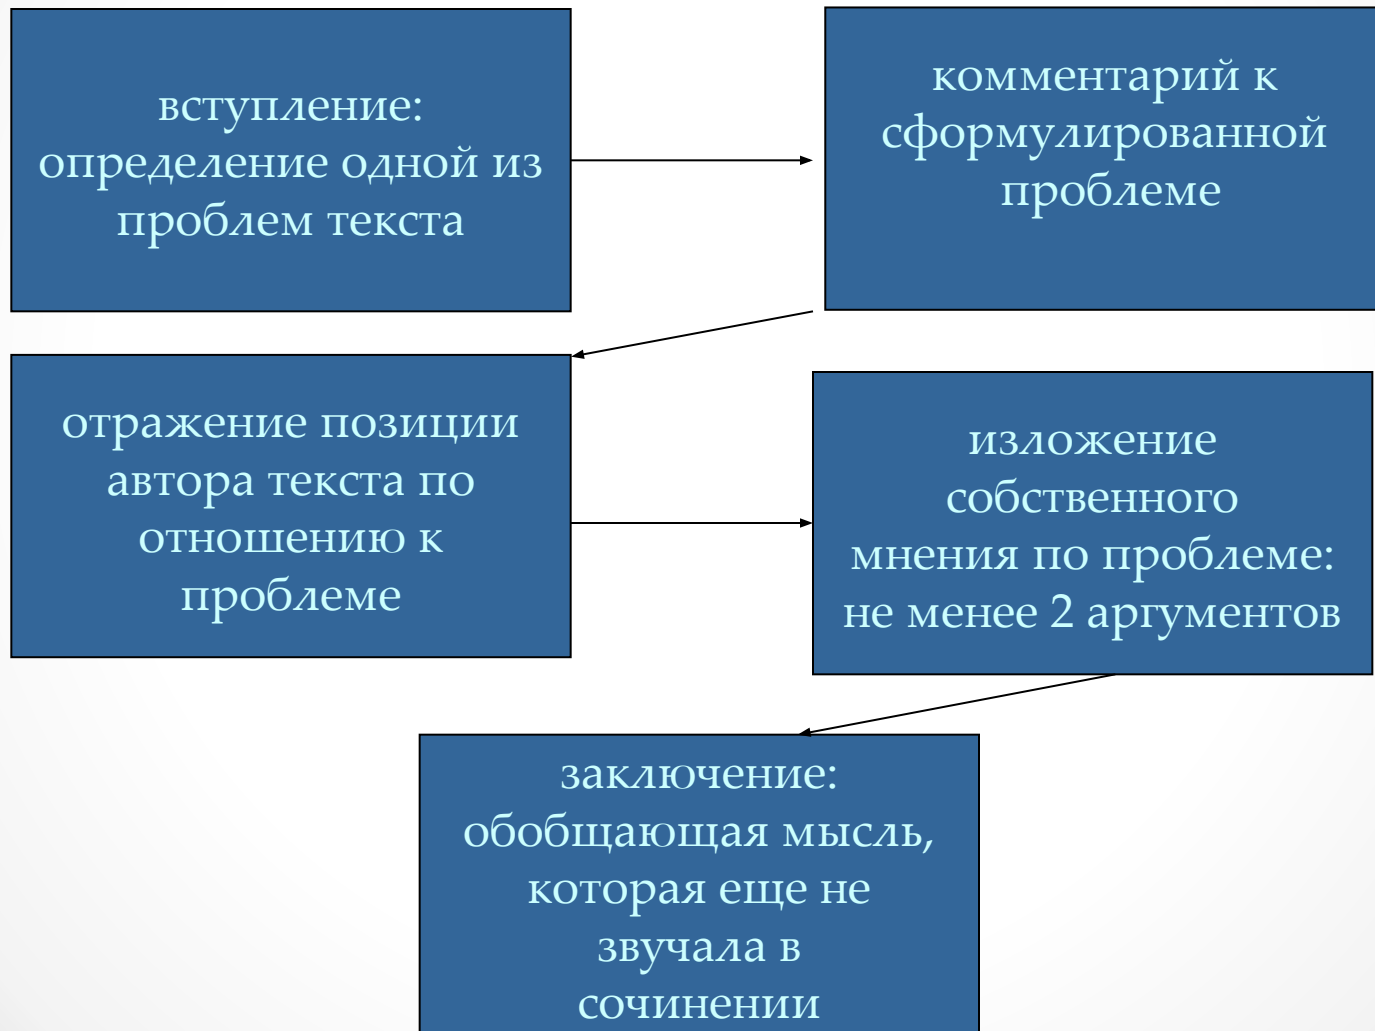 вступление:
определение одной из
проблем текста
комментарий к
сформулированной
проблеме
отражение позиции
автора текста по
отношению к
проблеме
изложение
собственного
мнения по проблеме:
не менее 2 аргументов
заключение:
обобщающая мысль,
которая еще не
звучала в
сочинении